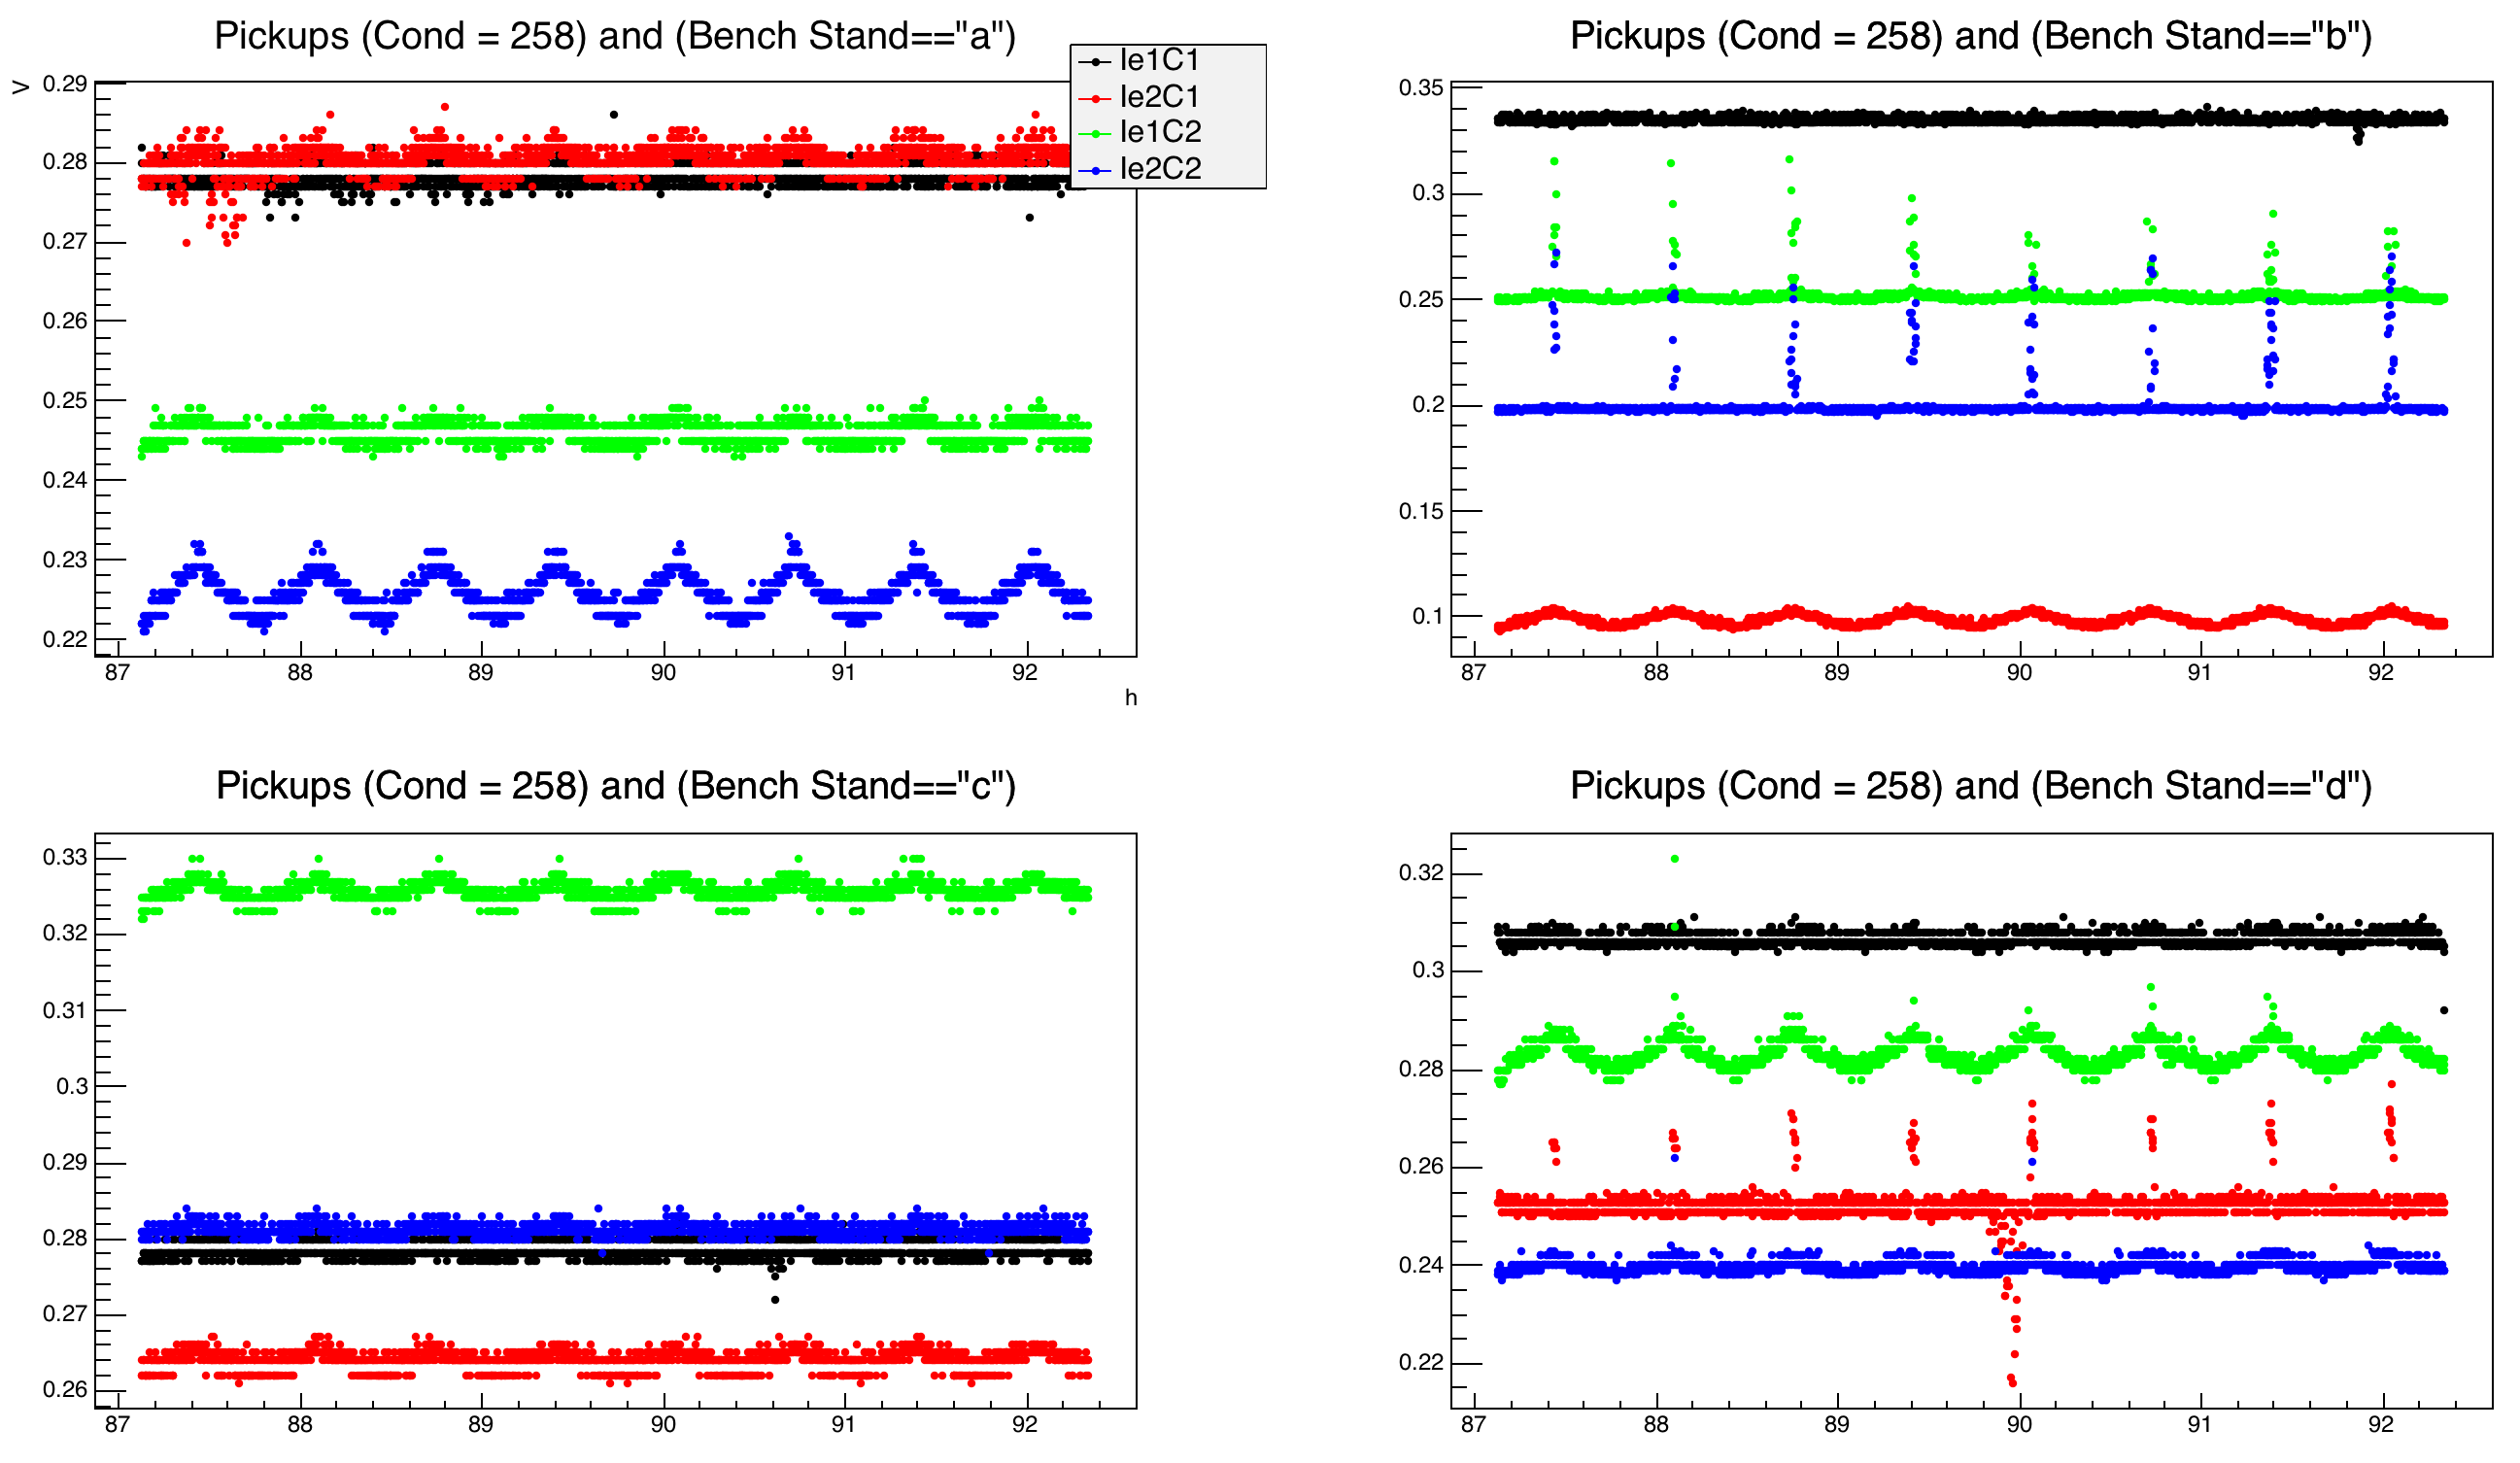 Pickups (Cond = 258) and (Bench Stand=="a")
V
0.29
0.28
0.27
0.26
0.25
0.24
0.23
0.22
87 88 89 90 91 92
h
Ie1C1
Ie2C1
Ie1C2
Ie2C2
Pickups (Cond = 258) and (Bench Stand=="b")
0.35
0.3
0.25
0.2
0.15
0.1
87 88 89 90 91 92
Pickups (Cond = 258) and (Bench Stand=="c")
0.33
0.32
0.31
0.3
0.29
0.28
0.27
0.26
87 88 89 90 91 92
Pickups (Cond = 258) and (Bench Stand=="d")
0.32
0.3
0.28
0.26
0.24
0.22
87 88 89 90 91 92